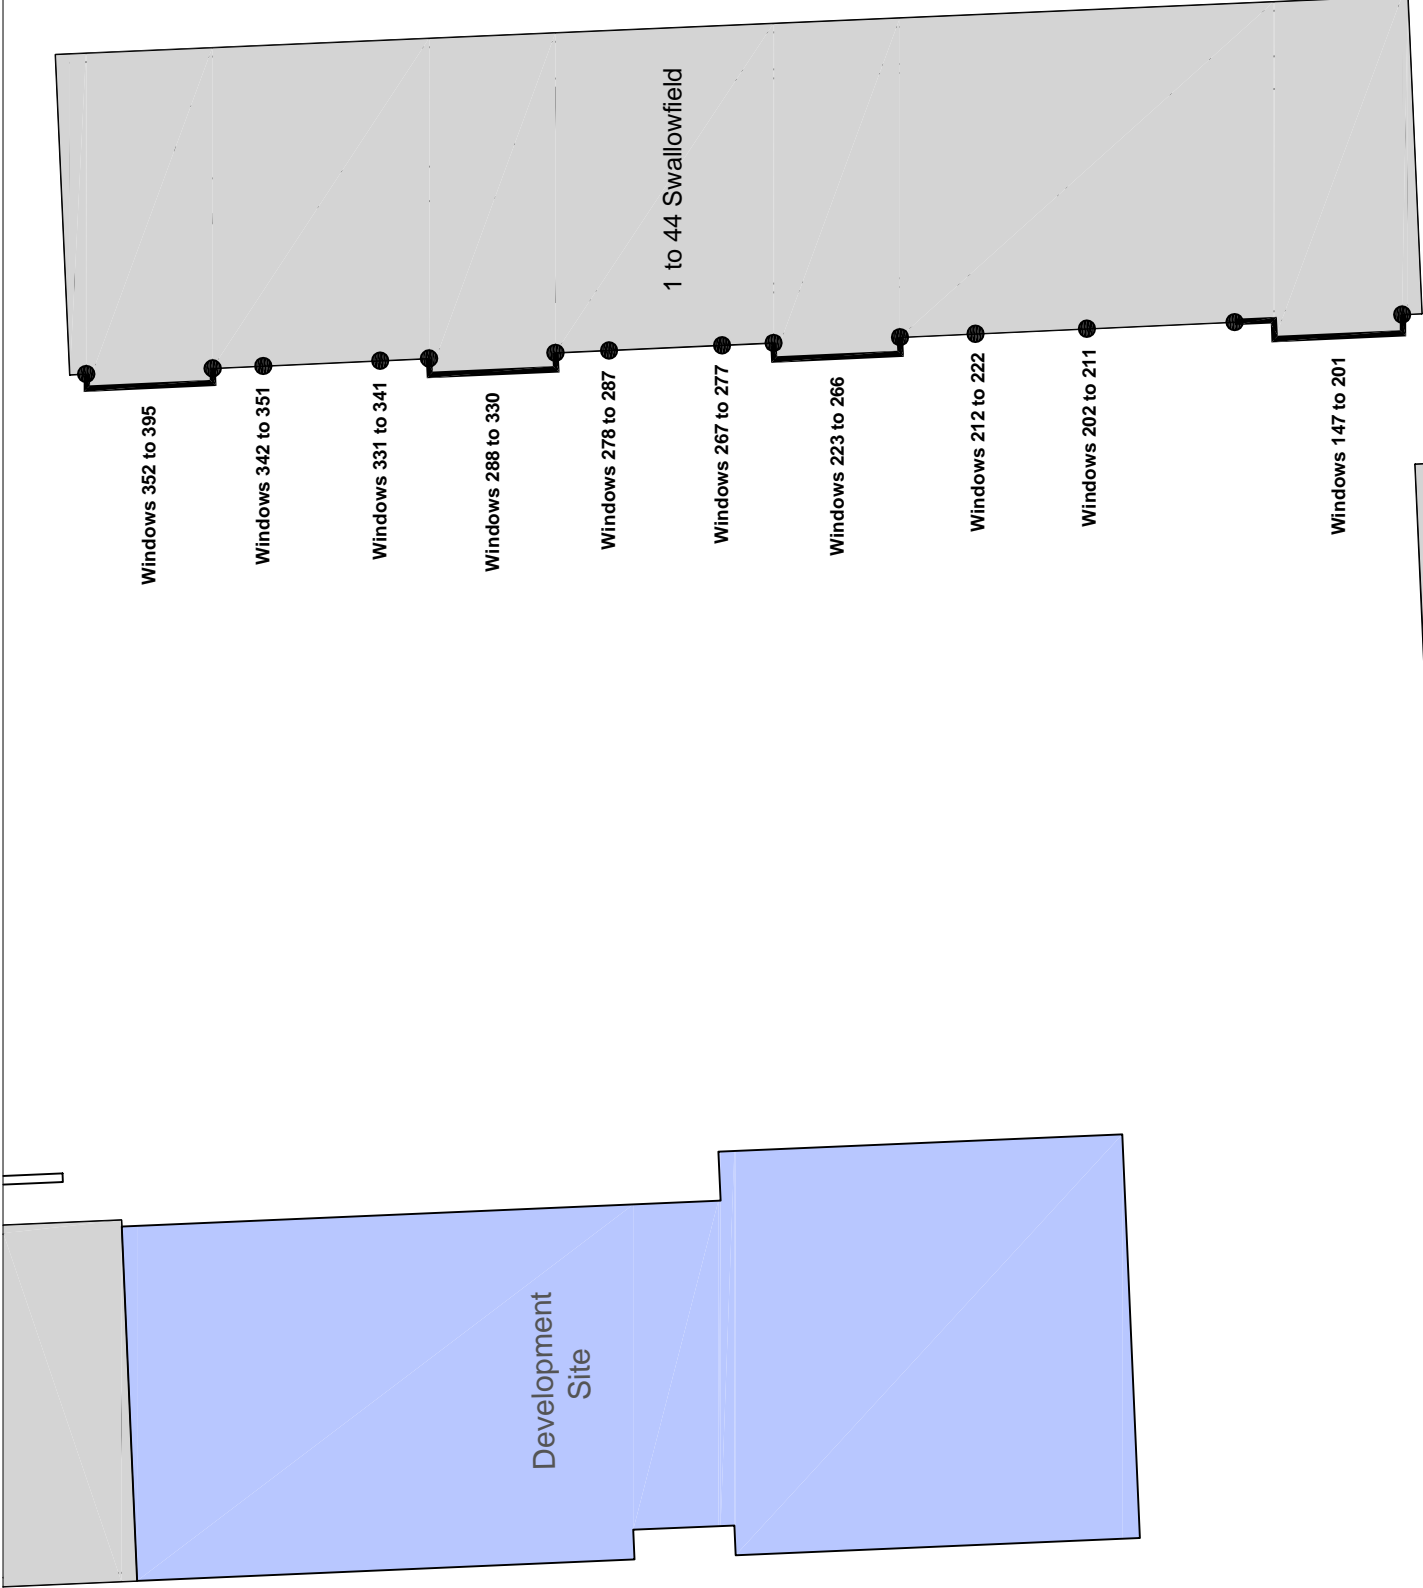 1 to 44 Swallowfield
Windows 352 to 395
Windows 342 to 351
Windows 331 to 341
Windows 288 to 330
Windows 278 to 287
Windows 267 to 277
Windows 223 to 266
Windows 212 to 222
Windows 202 to 211
Windows 147 to 201
Development
Site